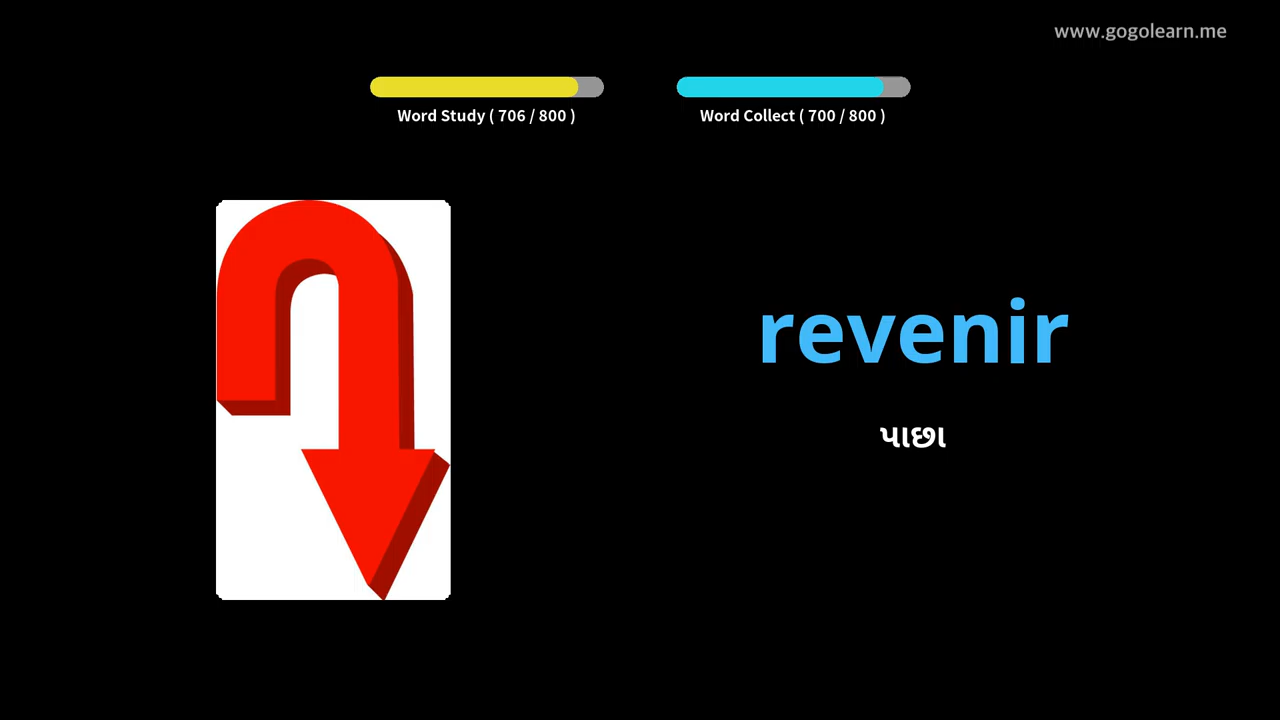 www.gogolearn.me
Word Study ( 706 / 800 )
Word Collect ( 700 / 800 )
revenir
પાછા